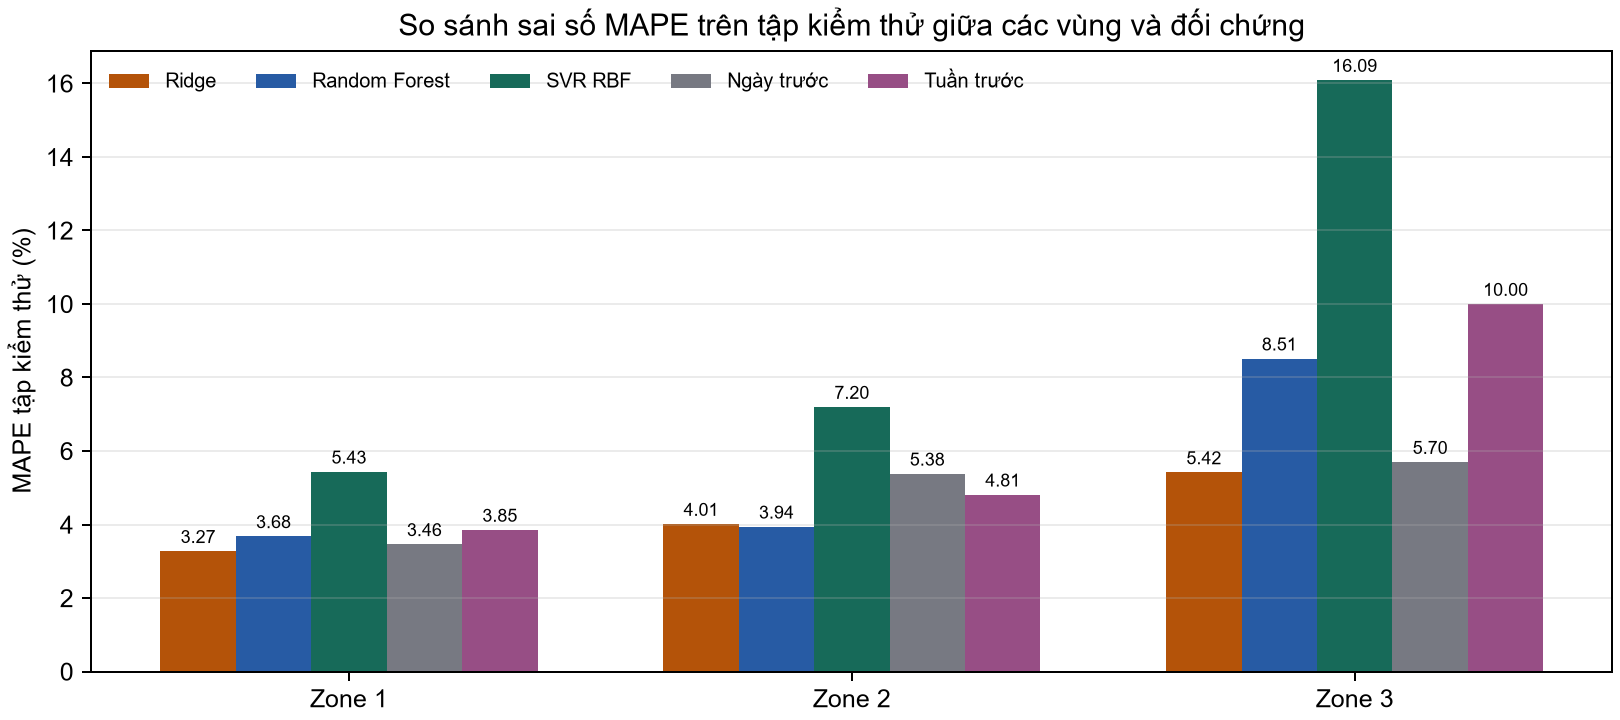 So sánh sai số MAPE trên tập kiểm thử giữa các vùng và đối chứng
Ridge Random Forest SVR RBF Ngày trước Tuần trước
MAPE tập kiểm thử (%)
16
14
12
10
8
6
4
2
0
3.27 3.68 5.43 3.46 3.85
4.01 3.94 7.20 5.38 4.81
5.42 8.51 16.09 5.70 10.00
Zone 1 Zone 2 Zone 3